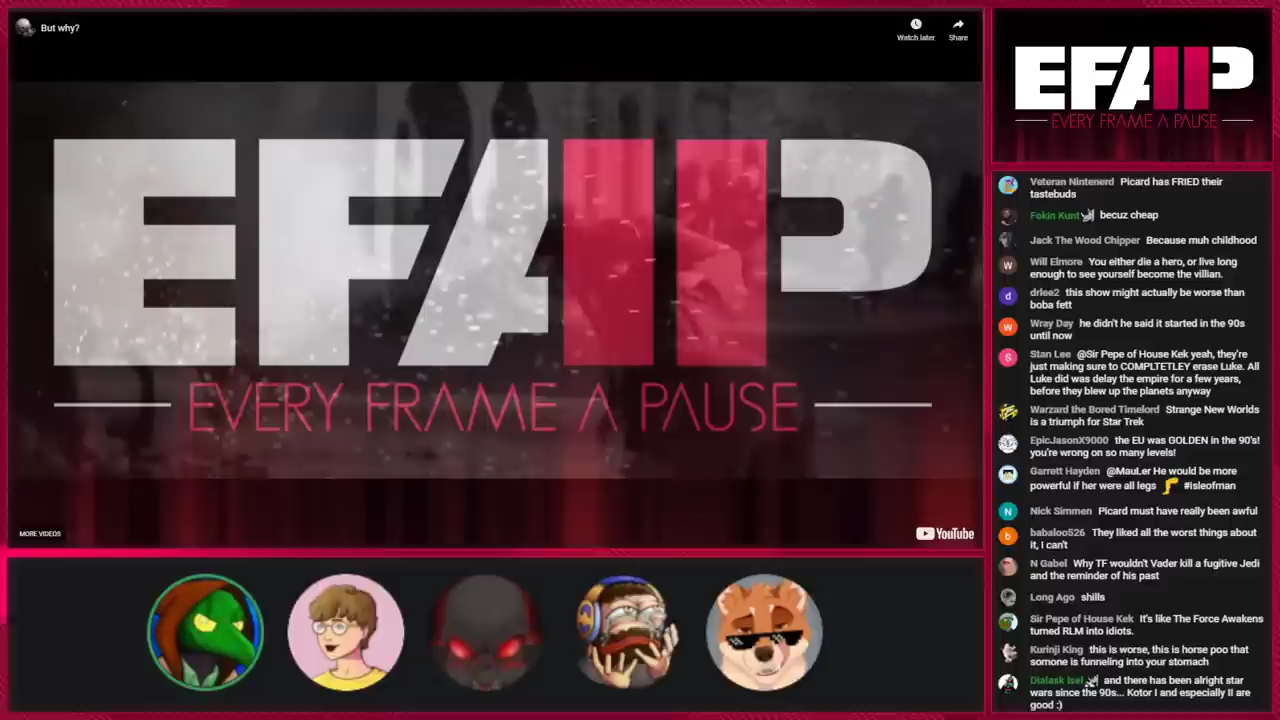 But why?
Watch later
Share
EFAIIP
EVERY FRAME A PAUSE
MORE VIDEOS
YouTube
EFAIIP
EVERY FRAME A PAUSE
Veteran Nintenerd Picard has FRIED their
tastebuds
Fokin Kunt becuz cheap
Jack The Wood Chipper Because muh childhood
W
Will Elmore You either die a hero, or live long
enough to see yourself become the villian.
d
drlee2 this show might actually be worse than
boba fett
W
Wray Day he didn't he said it started in the 90s
until now
S
Stan Lee @Sir Pepe of House Kek yeah, they're
just making sure to COMPLTETLEY erase Luke. All
Luke did was delay the empire for a few years,
before they blew up the planets anyway
Warzard the Bored Timelord Strange New Worlds
is a triumph for Star Trek
EpicJasonX9000 the EU was GOLDEN in the 90's!
you're wrong on so many levels!
Garrett Hayden @MauLer He would be more
powerful if her were all legs #isleofman
N
Nick Simmen Picard must have really been awful
b
babaloo526 They liked all the worst things about
it, I can't
N Gabel Why TF wouldn't Vader kill a fugitive Jedi
and the reminder of his past
Long Ago shills
Sir Pepe of House Kek It's like The Force Awakens
turned RLM into idiots.
Kurinji King this is worse, this is horse poo that
somone is funneling into your stomach
Dialask Isel and there has been alright star
wars since the 90s... Kotor I and especially II are
good :)